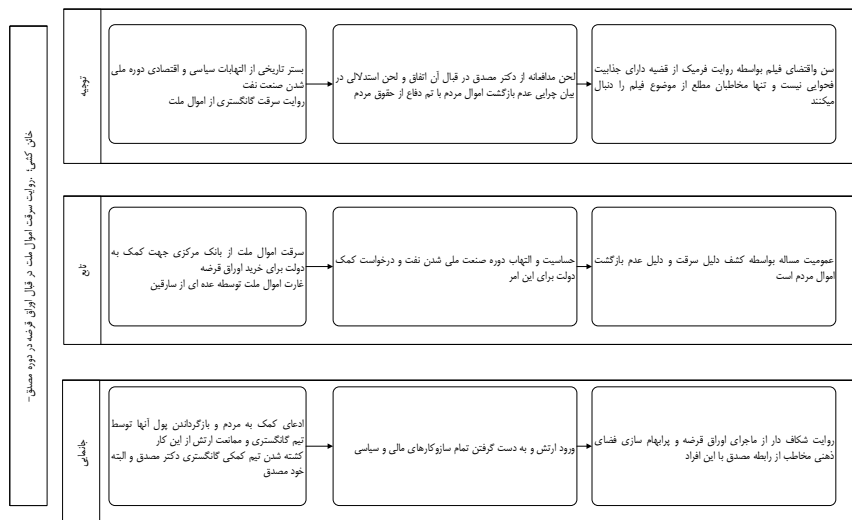 خائن کشی؛ روایت سرقت اموال ملت در قبال اوراق قرضه در دوره مصدق-
توجیه
بستر تاریخی از التهابات سیاسی و اقتصادی دوره ملی
شدن صنعت نفت
روایت سرقت گانگستری از اموال ملت
لحن مدافعانه از دکتر مصدق در قبال آن اتفاق و لحن استدلالی در
بیان چرایی عدم بازگشت اموال مردم با تم دفاع از حقوق مردم
سن واقتضای فیلم بواسطه روایت فرمیک از قضیه دارای جذابیت
فحوایی نیست و تنها مخاطبان مطلع از موضوع فیلم را دنبال
میکنند
تابع
سرقت اموال ملت از بانک مرکزی جهت کمک به
دولت برای خرید اوراق قرضه
غارت اموال ملت توسطه عده ای از سارقین
حساسیت و التهاب دوره صنعت ملی شدن نفت و درخواست کمک
دولت برای این امر
عمومیت مساله بواسطه کشف دلیل سرقت و دلیل عدم بازگشت
اموال مردم است
جانمایی
ادعای کمک به مردم و بازگرداندن پول آنها توسط
تیم گانگستری و ممانعت ارتش از این کار
کشته شدن تیم کمکی گانگستری دکتر مصدق و البته
خود مصدق
ورود ارتش و به دست گرفتن تمام سازوکارهای مالی و سیاسی
روایت شکاف دار از ماجرای اوراق قرضه و پرابهام سازی فضای
ذهنی مخاطب از رابطه مصدق با این افراد